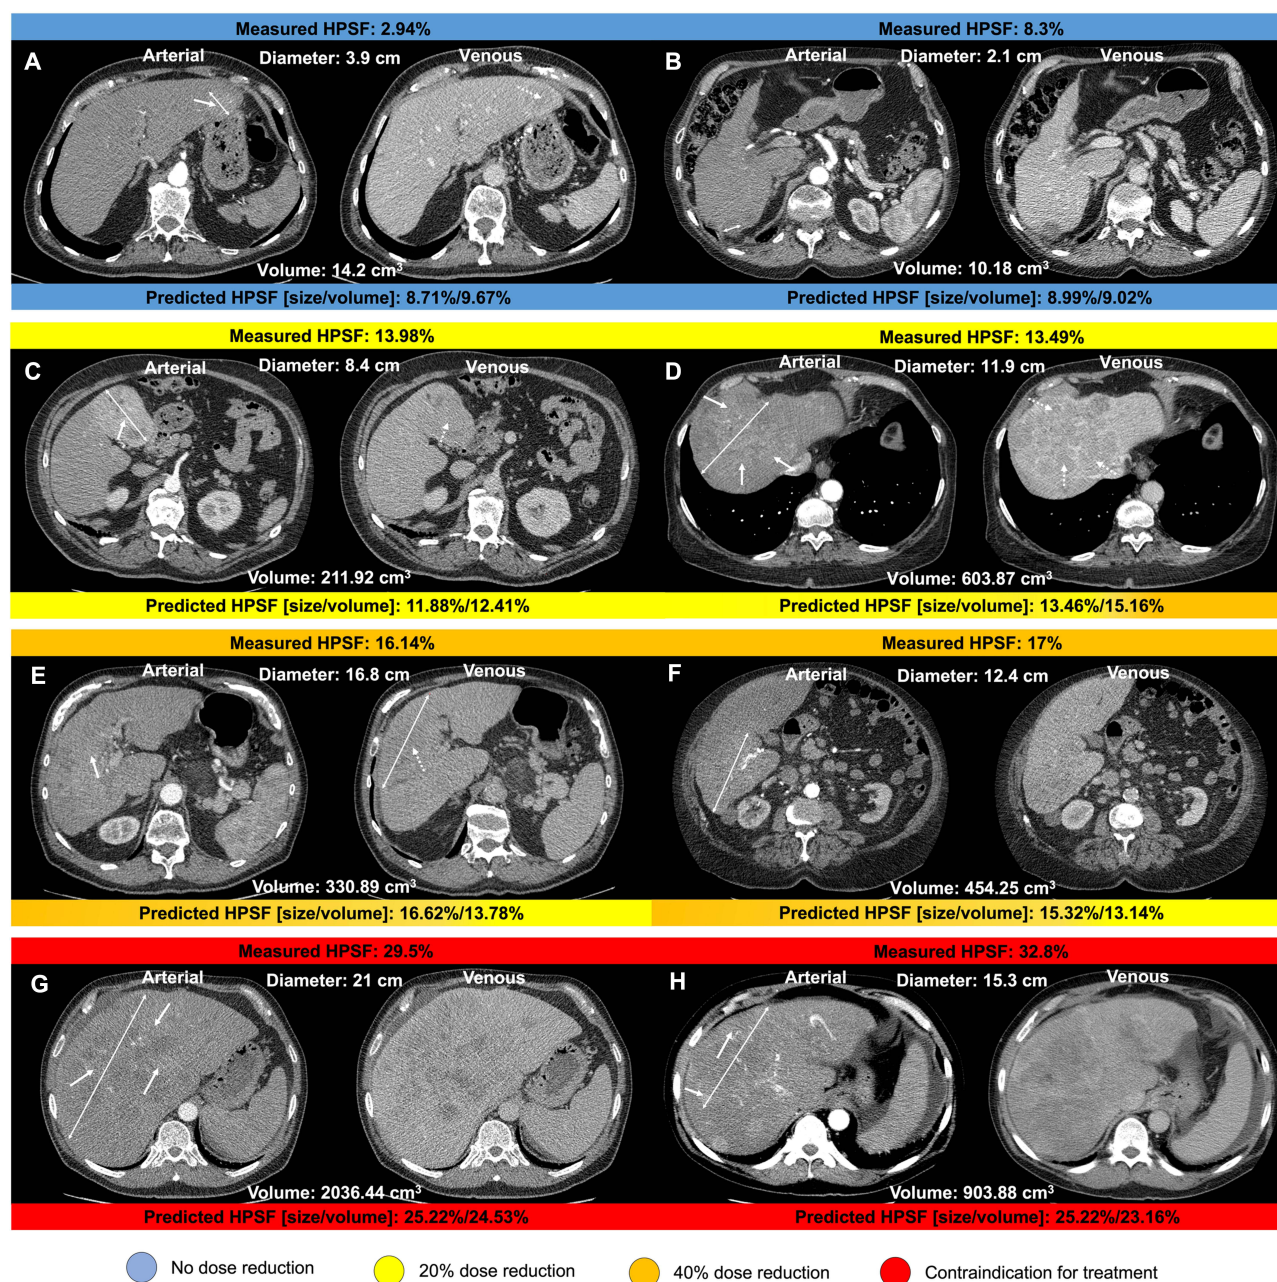 Measured HPSF: 2.94%
Measured HPSF: 8.3%
A
Arterial
Diameter: 3.9 cm
Venous
B
Arterial
Diameter: 2.1 cm
Venous
Volume: 14.2 cm³
Volume: 10.18 cm³
Predicted HPSF [size/volume]: 8.71%/9.67%
Predicted HPSF [size/volume]: 8.99%/9.02%
Measured HPSF: 13.98%
Measured HPSF: 13.49%
C
Arterial
Diameter: 8.4 cm
Venous
D
Arterial
Diameter: 11.9 cm
Venous
Volume: 211.92 cm³
Volume: 603.87 cm³
Predicted HPSF [size/volume]: 11.88%/12.41%
Predicted HPSF [size/volume]: 13.46%/15.16%
Measured HPSF: 16.14%
Measured HPSF: 17%
E
Arterial
Diameter: 16.8 cm
Venous
F
Arterial
Diameter: 12.4 cm
Venous
Volume: 330.89 cm³
Volume: 454.25 cm³
Predicted HPSF [size/volume]: 16.62%/13.78%
Predicted HPSF [size/volume]: 15.32%/13.14%
Measured HPSF: 29.5%
Measured HPSF: 32.8%
G
Arterial
Diameter: 21 cm
Venous
H
Arterial
Diameter: 15.3 cm
Venous
Volume: 2036.44 cm³
Volume: 903.88 cm³
Predicted HPSF [size/volume]: 25.22%/24.53%
Predicted HPSF [size/volume]: 25.22%/23.16%
No dose reduction
20% dose reduction
40% dose reduction
Contraindication for treatment